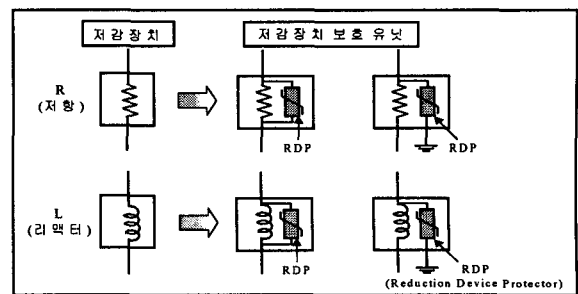 저감장치 저감장치 보호 유닛
R
(저항)
RDP RDP
L
(리액터)
RDP RDP
(Reduction Device Protector)